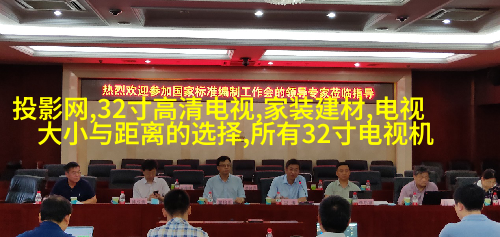 热烈欢迎参加国家标准编制工作会的领导专家莅临指导
投影网,32寸高清电视,家装建材,电视
大小与距离的选择,所有32寸电视机